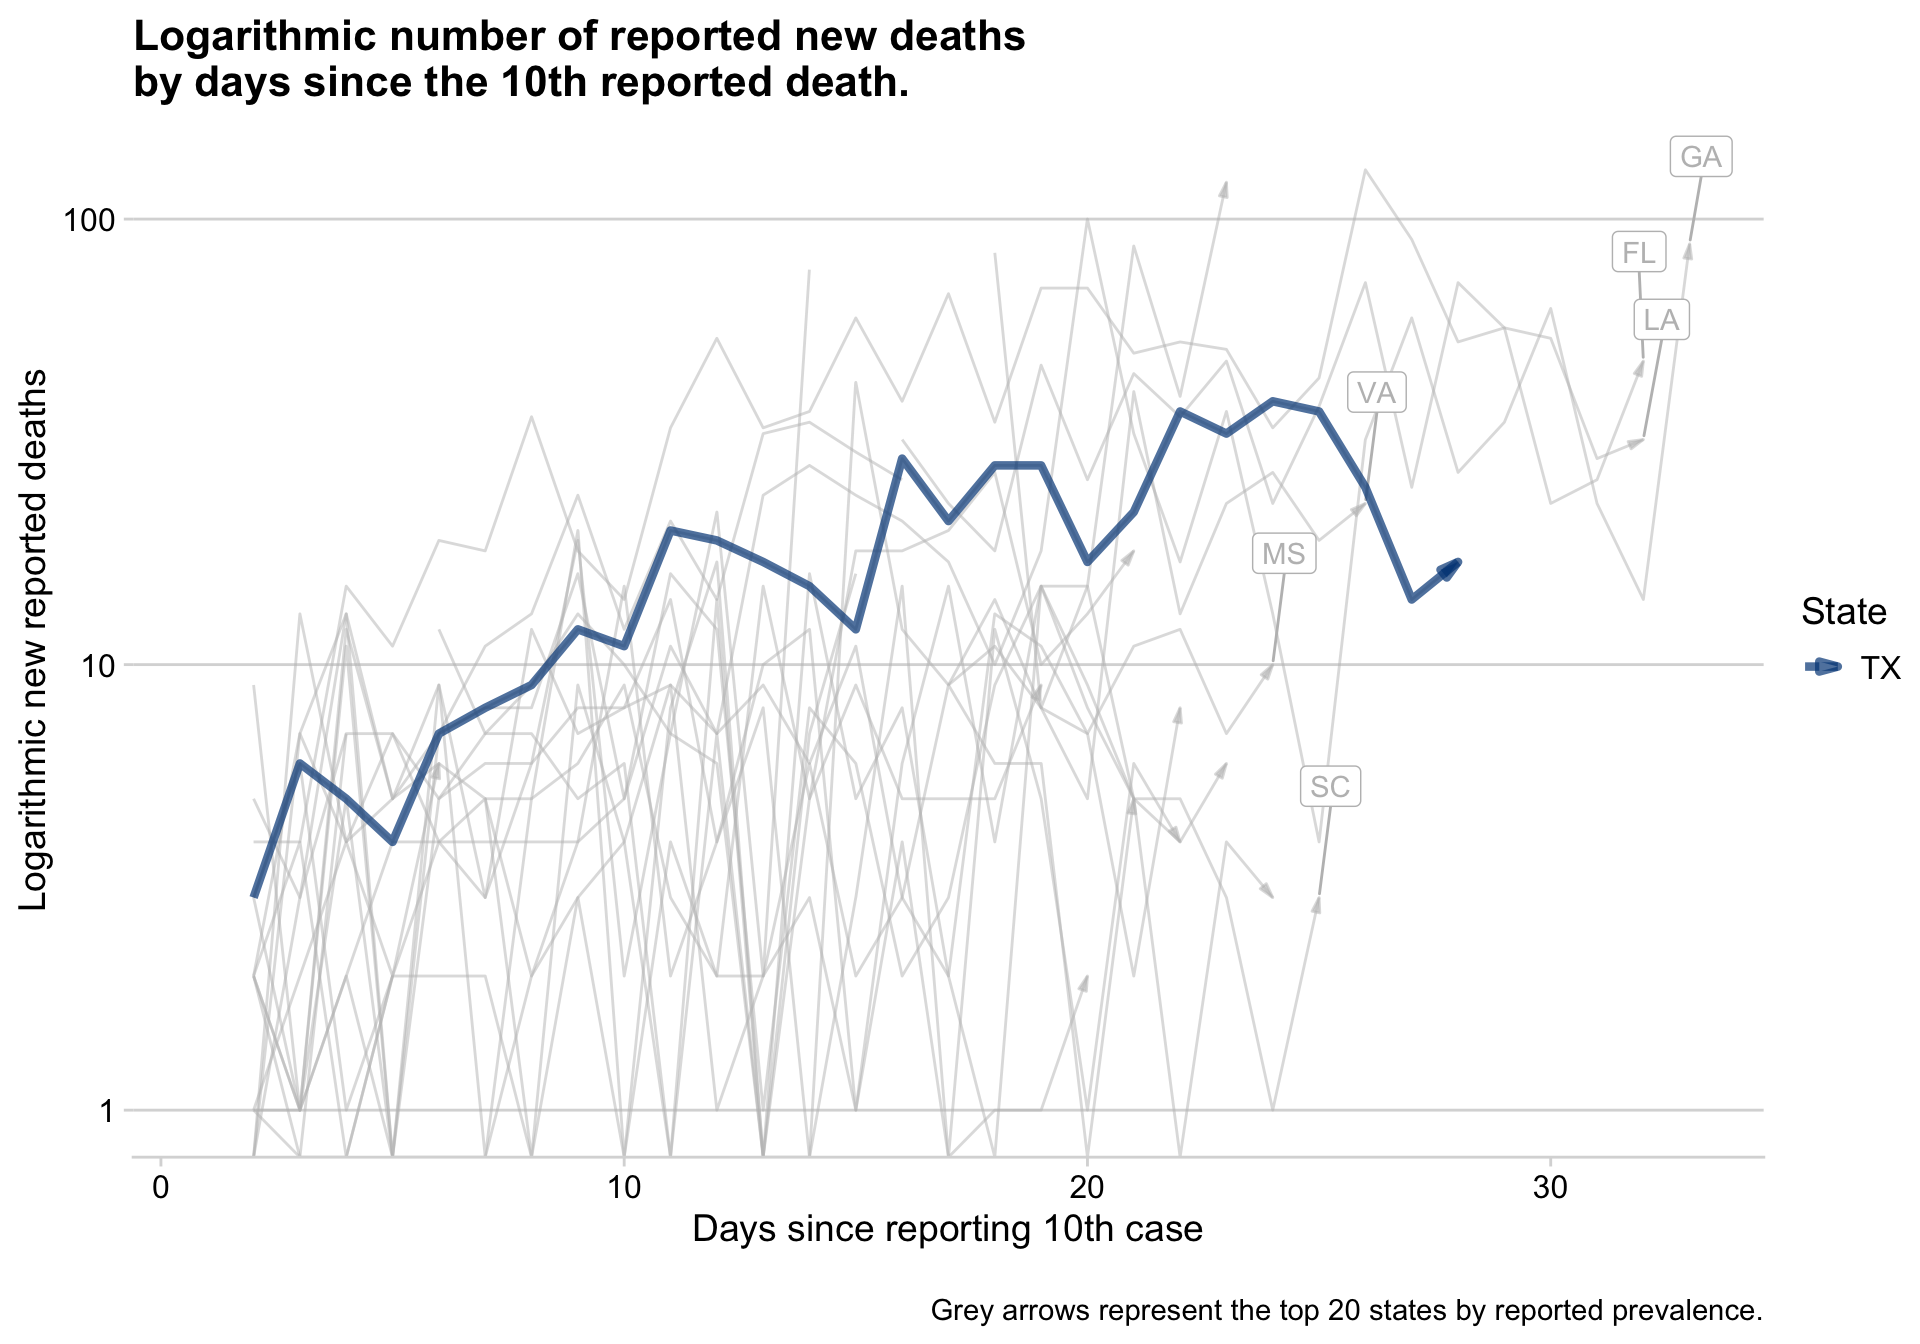 Logarithmic number of reported new deaths
by days since the 10th reported death.
GA
100
FL
LA
VA
MS
SC
10
1
Logarithmic new reported deaths
State
TX
0 10 20 30
Days since reporting 10th case
Grey arrows represent the top 20 states by reported prevalence.